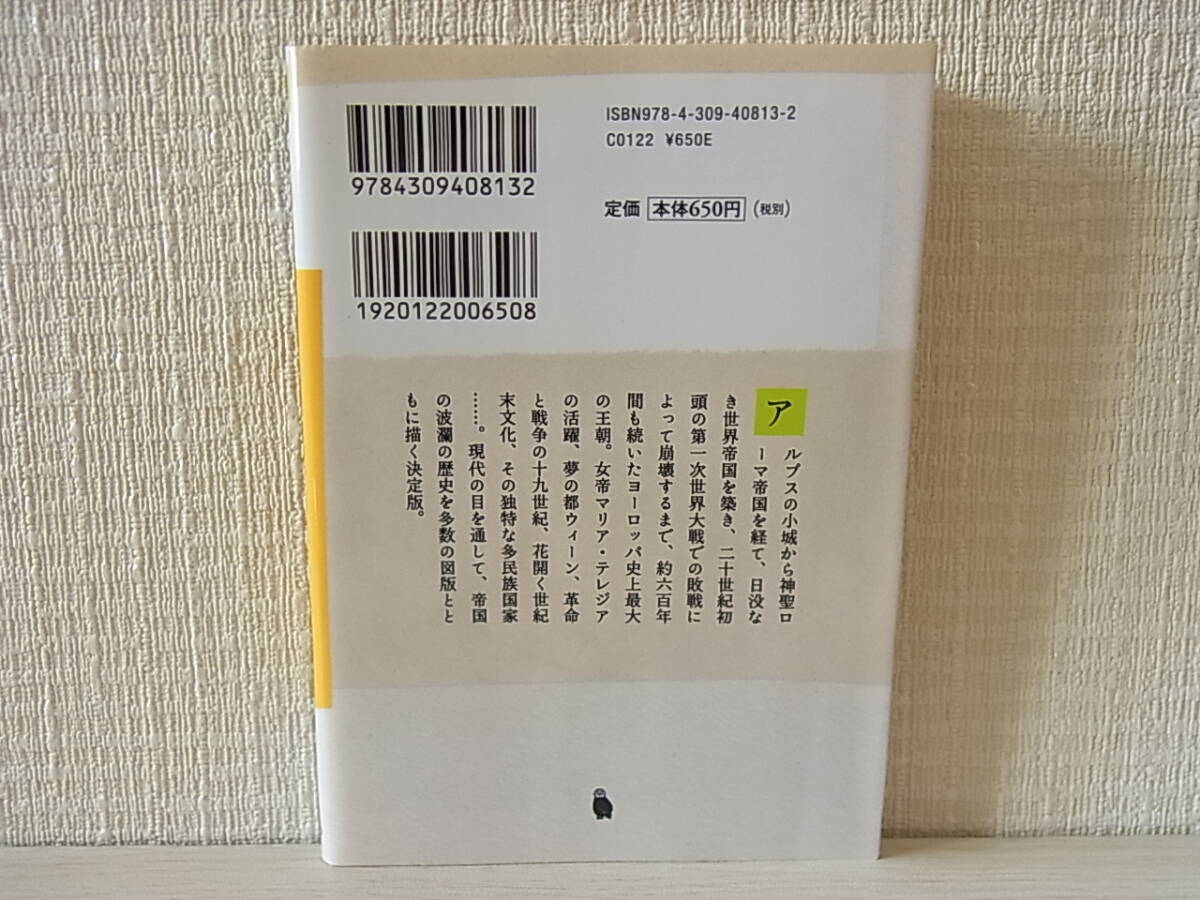 9784309408132
1920122006508
ISBN978-4-309-40813-2
C0122 ¥650E
定価 本体650円 (税別)
アルプスの小城から神聖ロ
ーマ帝国を経て、日没な
き世界帝国を築き、二十世紀初
頭の第一次世界大戦での敗戦に
よって崩壊するまで、約六百年
間も続いたヨーロッパ史上最大
の王朝。女帝マリア・テレジア
の活躍、夢の都ウィーン、革命
と戦争の十九世紀、花開く世紀
末文化、その独特な多民族国家
……。現代の目を通して、帝国
の波瀾の歴史を多数の図版とと
もに描く決定版。